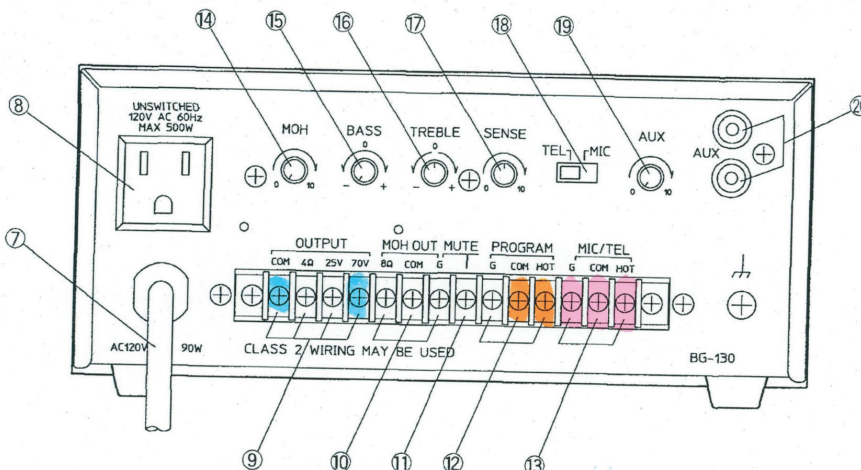 ⑭ ⑮ ⑯ ⑰ ⑱ ⑲
⑧
UNSWITCHED
120V AC 60Hz
MAX 500W
MOH BASS TREBLE SENSE AUX
0 0
TEL MIC
AUX
0 10 − + − + 0 10 0 10
⑦
OUTPUT MOH OUT MUTE PROGRAM MIC/TEL
COM 4Ω 25V 70V 8Ω COM G G COM HOT G COM HOT
AC120V 90W
CLASS 2 WIRING MAY BE USED
BG-130
⑨ ⑩ ⑪ ⑫ ⑬